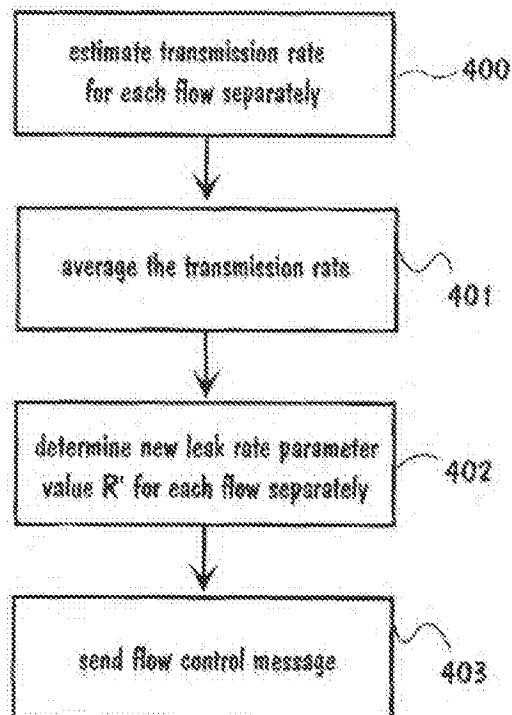 estimate transmission rate
for each flow separately
400
average the transmission rate
401
determine new leak rate parameter
value R' for each flow separately
402
send flow control message
403